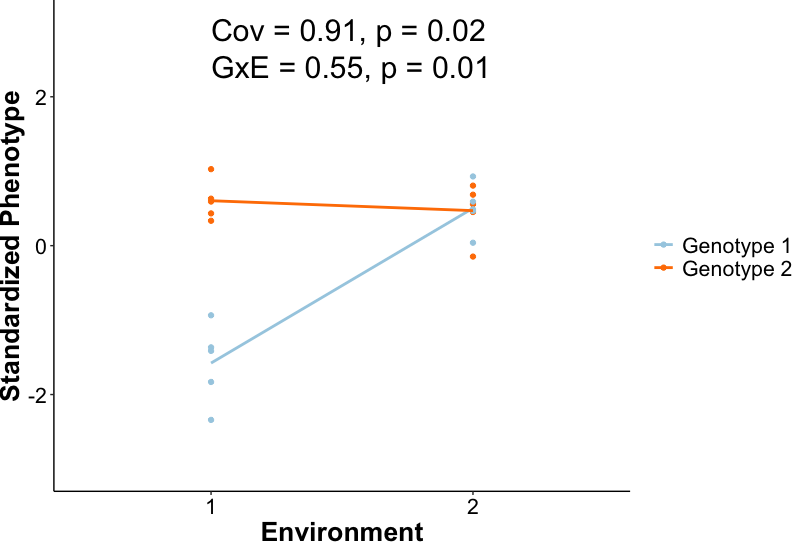 Cov = 0.91, p = 0.02
GxE = 0.55, p = 0.01
Standardized Phenotype
2
0
-2
Genotype 1
Genotype 2
1
2
Environment